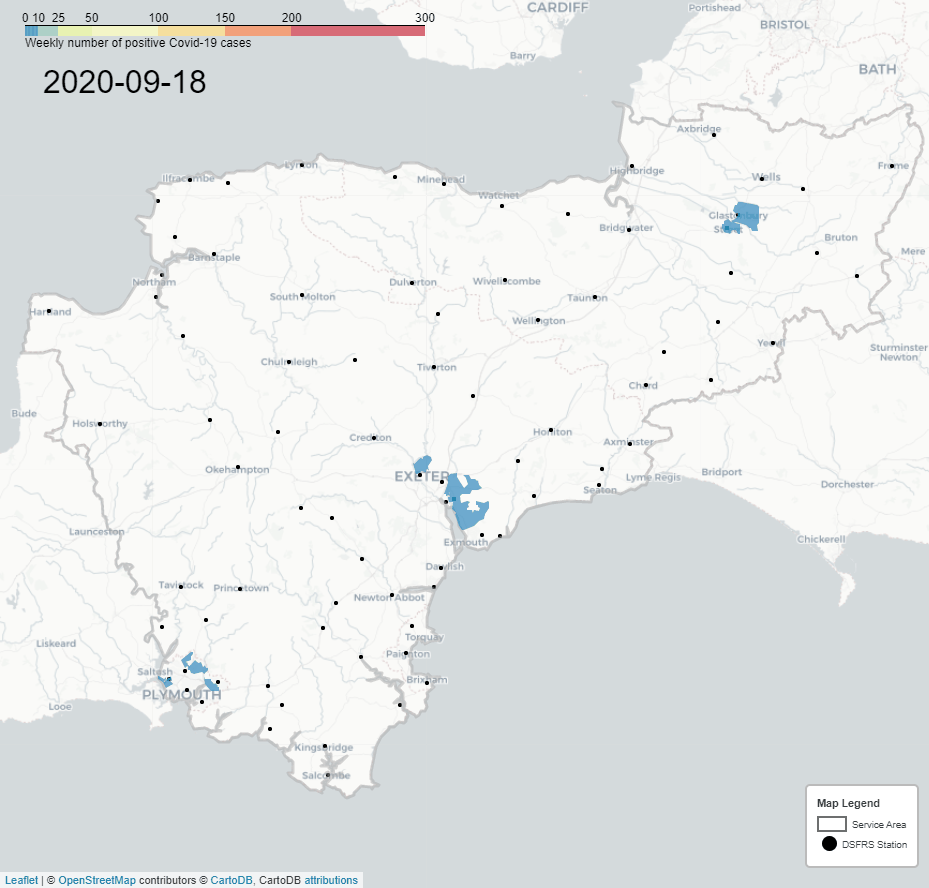 0 10 25 50 100 150 200 300
Weekly number of positive Covid-19 cases
2020-09-18
CARDIFF
Portishead
BRISTOL
Barry
BATH
Axbridge
Highbridge
Wells
Frome
Lynton
Ilfracombe
Minehead
Watchet
Glastonbury
Street
Bridgwater
Bruton
Mere
Barnstaple
Northam
Dulverton
Wiveliscombe
South Molton
Taunton
Hartland
Wellington
Yeovil
Sturminster
Newton
Chulmleigh
Tiverton
Chard
Bude
Holsworthy
Crediton
Honiton
Axminster
Okehampton
EXETER
Lyme Regis
Bridport
Dorchester
Seaton
Launceston
Exmouth
Chickerell
Dawlish
Tavistock
Princetown
Newton Abbot
Liskeard
Torquay
Paignton
Saltash
Brixham
PLYMOUTH
Looe
Kingsbridge
Salcombe
Map Legend
Service Area
DSFRS Station
Leaflet | © OpenStreetMap contributors © CartoDB, CartoDB attributions